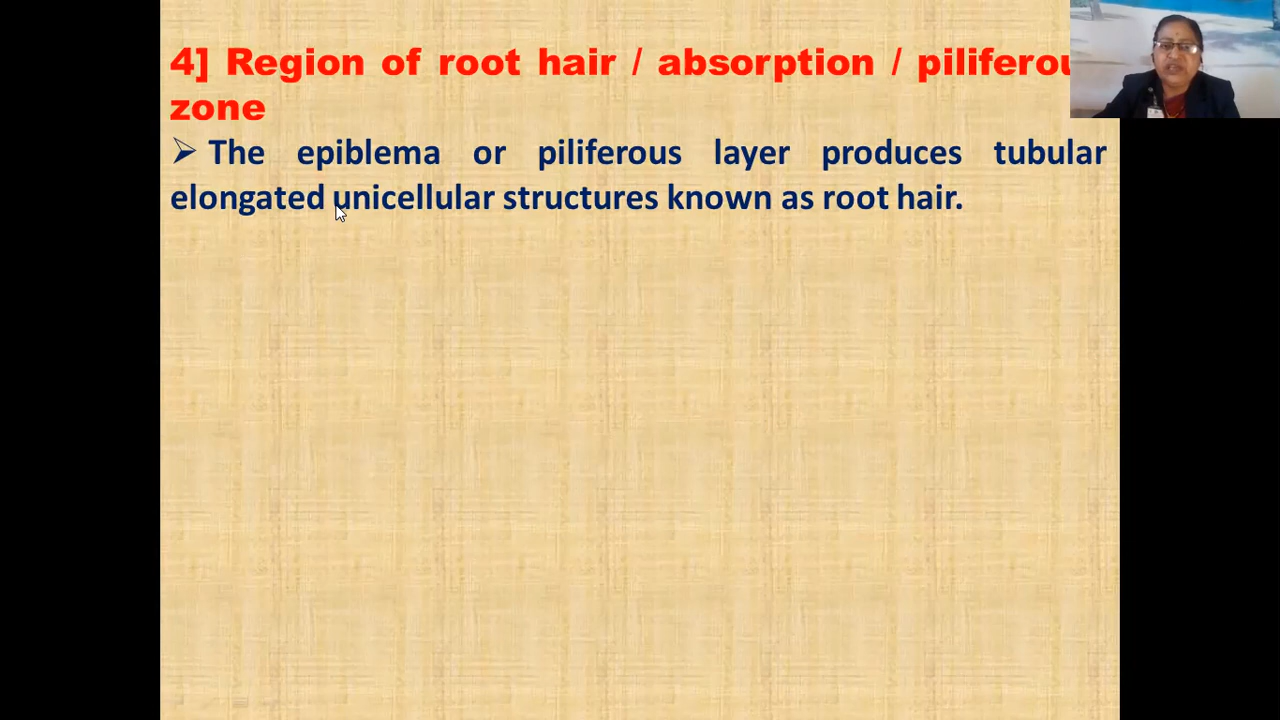 4] Region of root hair / absorption / piliferou
zone
➢ The epiblema or piliferous layer produces tubular
elongated unicellular structures known as root hair.